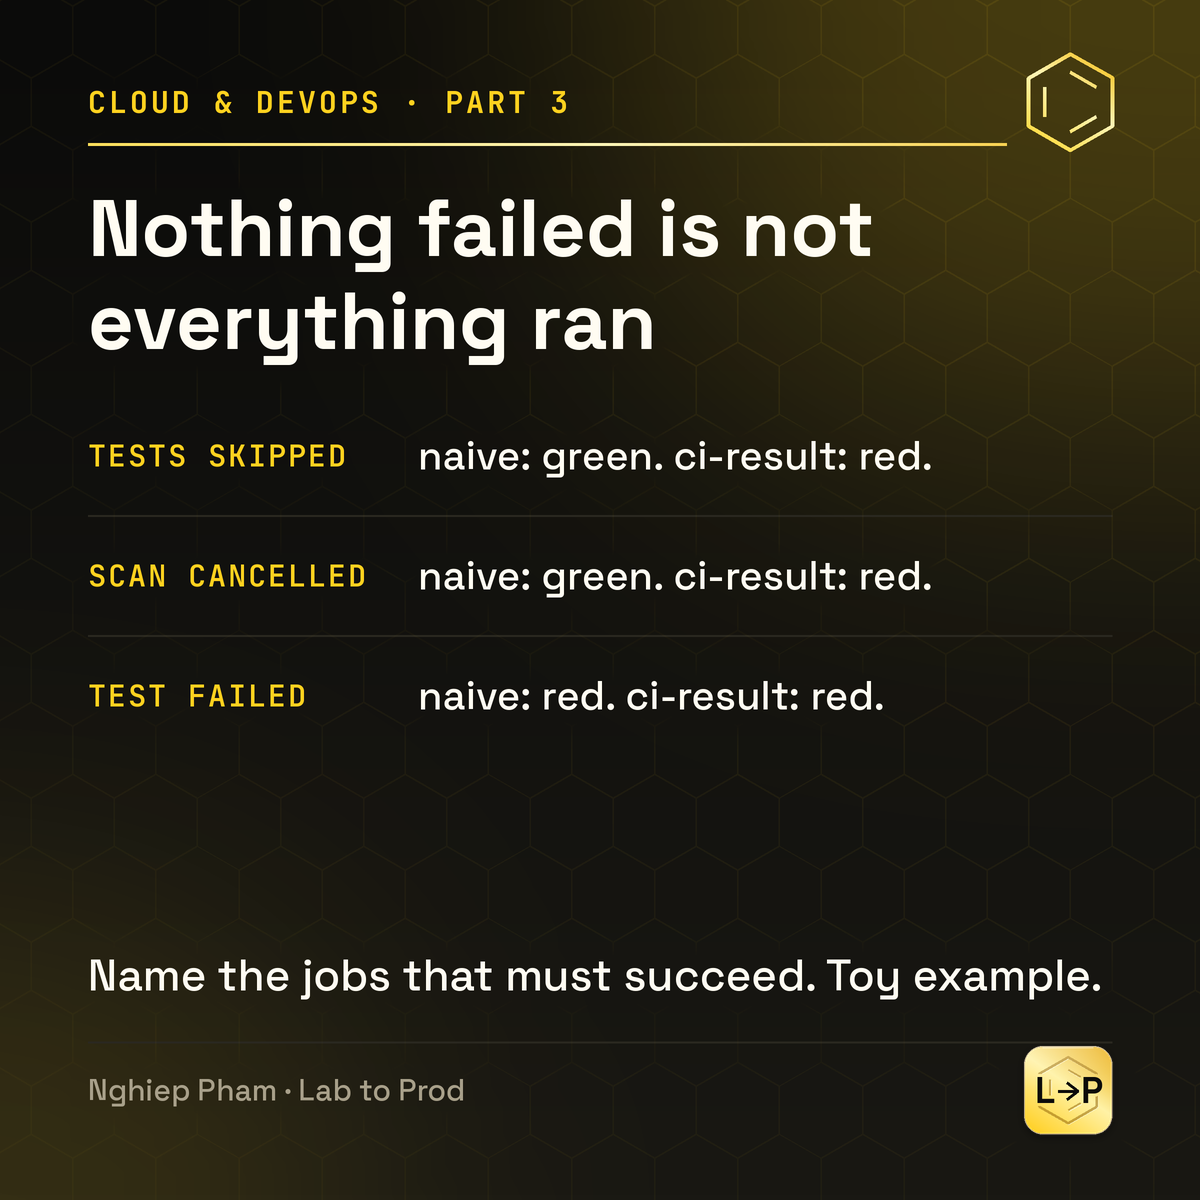 CLOUD & DEVOPS · PART 3
Nothing failed is not
everything ran
TESTS SKIPPED naive: green. ci-result: red.
SCAN CANCELLED naive: green. ci-result: red.
TEST FAILED naive: red. ci-result: red.
Name the jobs that must succeed. Toy example.
Nghiep Pham · Lab to Prod
L→P